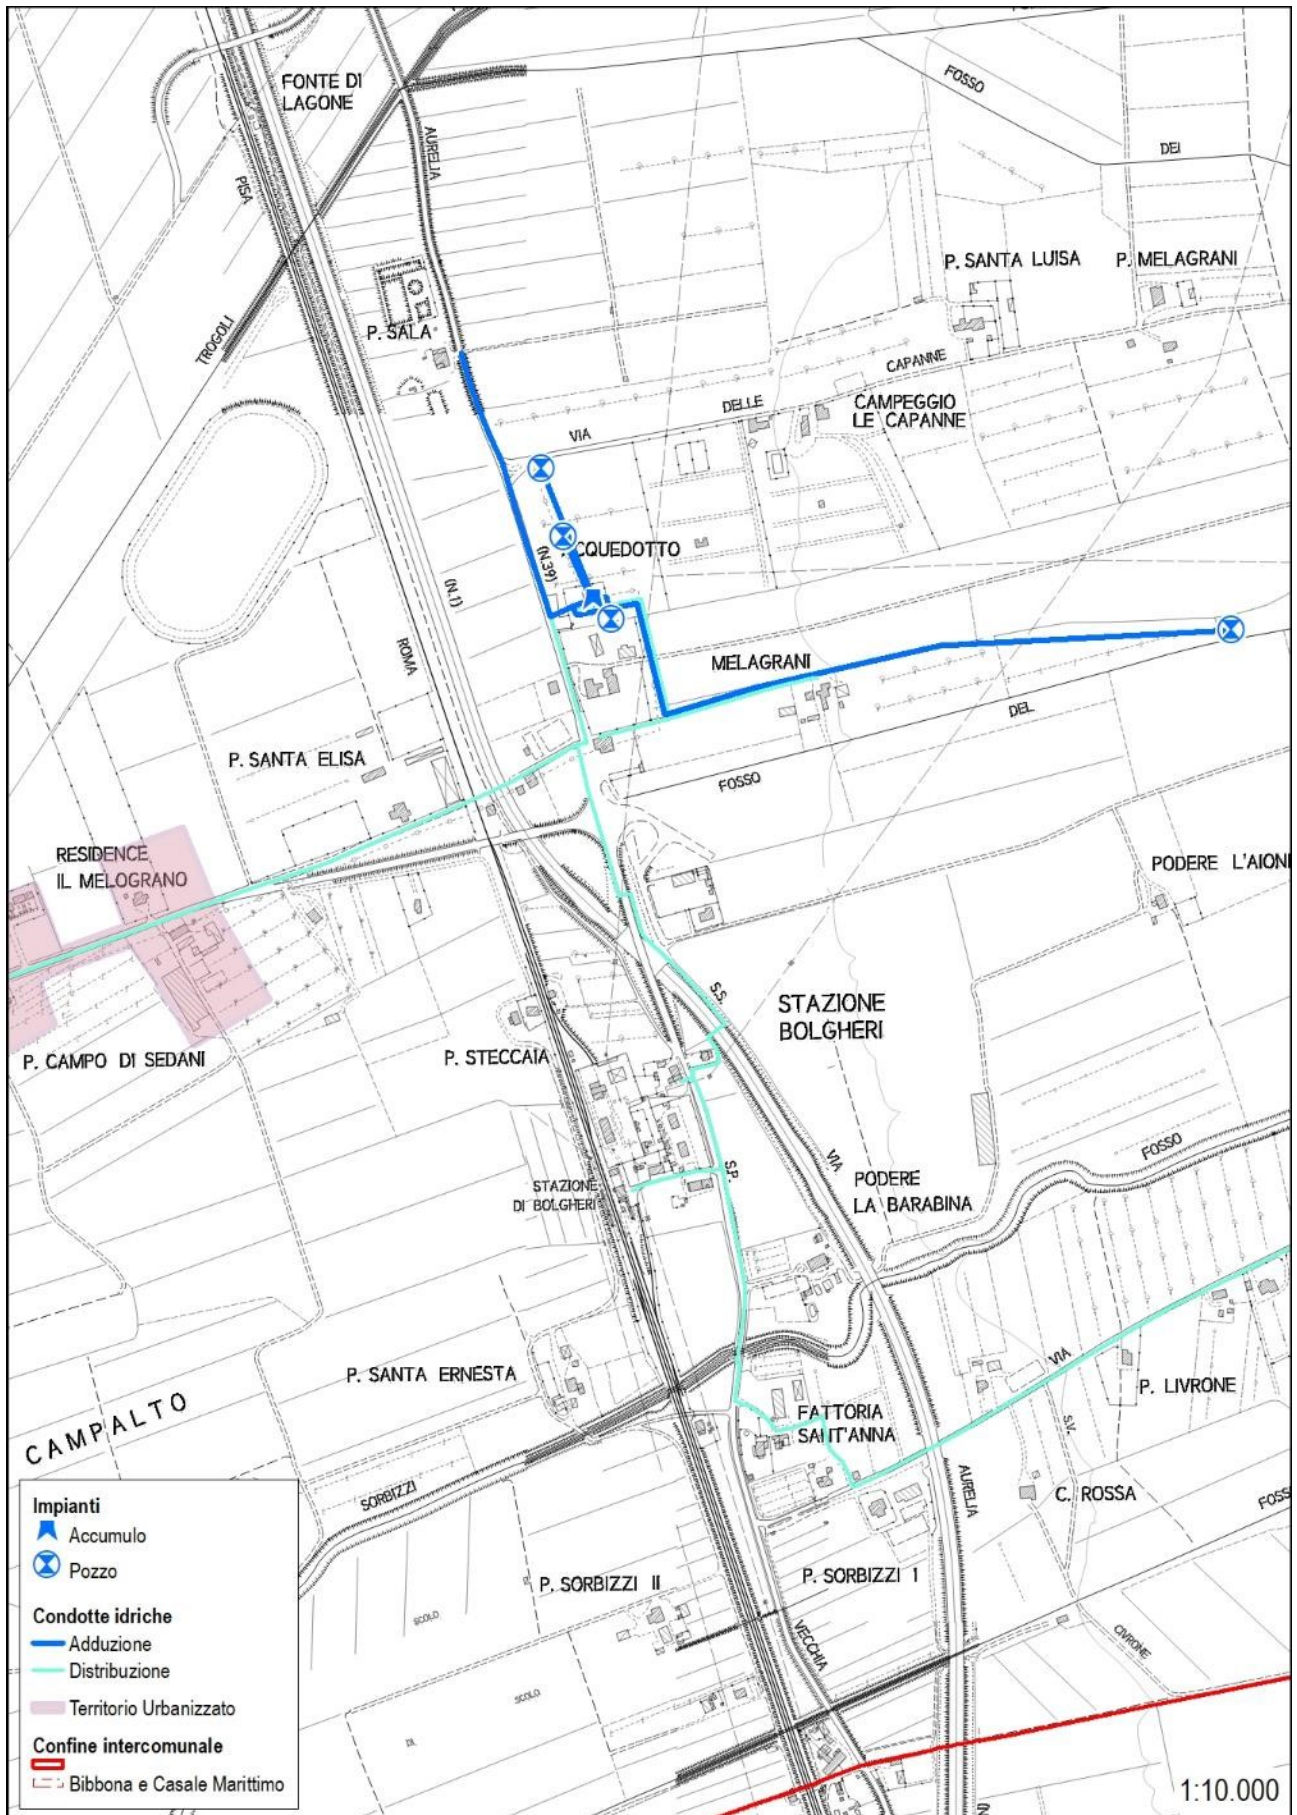 FONTE DI
LAGONE
AURELIA
FOSSO
DEI
PISA
P. SANTA LUISA
P. MELAGRANI
TROGOLI
P. SALA
CAPANNE
DELLE
CAMPEGGIO
LE CAPANNE
VIA
(N.39)
CQUEDOTTO
(N.1)
ROMA
MELAGRANI
DEL
FOSSO
P. SANTA ELISA
RESIDENCE
IL MELOGRANO
PODERE L'AIONI
S.S.
STAZIONE
BOLGHERI
P. CAMPO DI SEDANI
P. STECCAIA
VIA
FOSSO
S.P.
STAZIONE
DI BOLGHERI
PODERE
LA BARABINA
P. SANTA ERNESTA
VIA
P. LIVRONE
CAMPALTO
FATTORIA
SANT'ANNA
S.V.
SORBIZZI
AURELIA
C. ROSSA
FOSS
P. SORBIZZI II
P. SORBIZZI I
SCOLO
VECCHIA
CIVRONE
SCOLO
DI
Impianti
Accumulo
Pozzo
Condotte idriche
Adduzione
Distribuzione
Territorio Urbanizzato
Confine intercomunale
Bibbona e Casale Marittimo
1:10.000